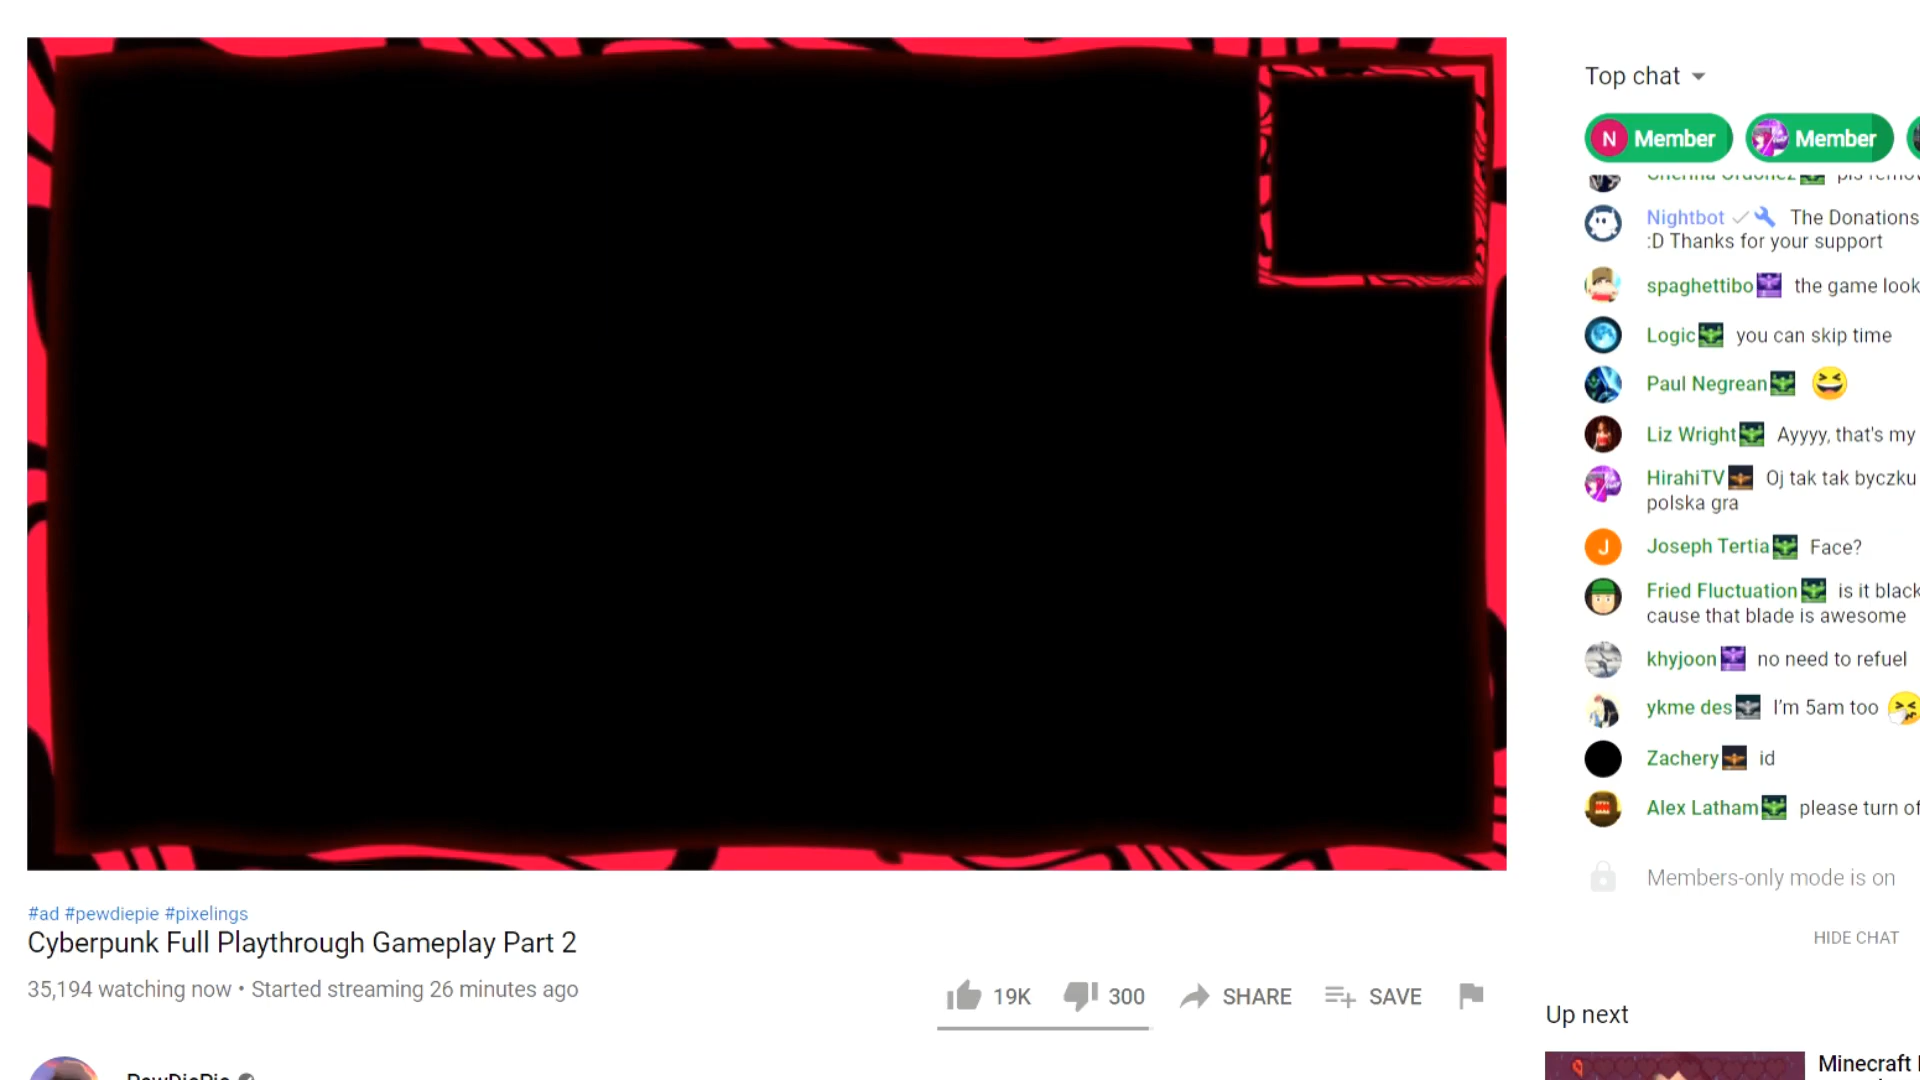 Top chat
N Member
Member
Nightbot The Donations
:D Thanks for your support
spaghettibo the game look
Logic you can skip time
Paul Negrean
Liz Wright Ayyyy, that's my
HirahiTV Oj tak tak byczku
polska gra
J Joseph Tertia Face?
Fried Fluctuation is it black
cause that blade is awesome
khyjoon no need to refuel
ykme des I'm 5am too
Zachery id
Alex Latham please turn of
Members-only mode is on
HIDE CHAT
#ad #pewdiepie #pixelings
Cyberpunk Full Playthrough Gameplay Part 2
35,194 watching now • Started streaming 26 minutes ago
19K 300 SHARE SAVE
Up next
PewDiePie
Minecraft